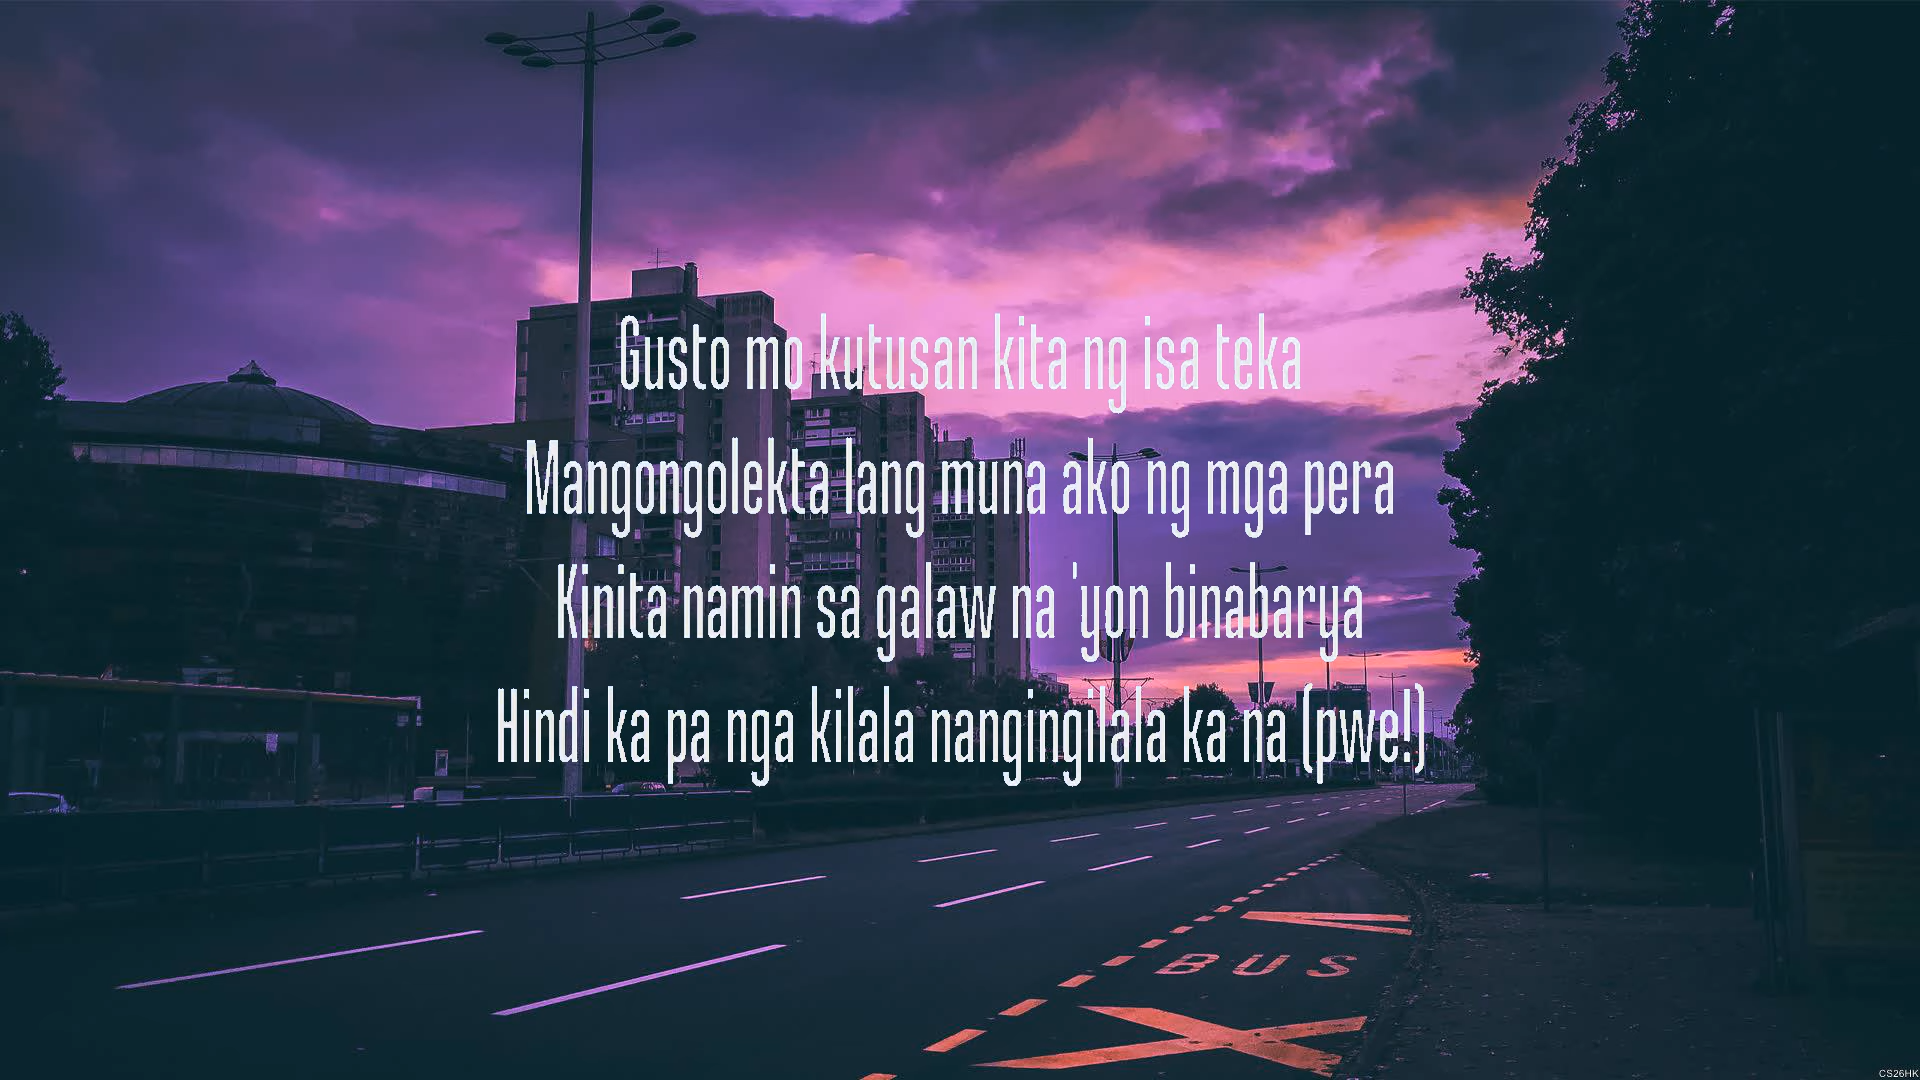 Gusto mo kutusan kita ng isa teka
Mangongolekta lang muna ako ng mga pera
Kinita namin sa galaw na 'yon binabarya
Hindi ka pa nga kilala nangingilala ka na (pwe!)
BUS
CS26HK